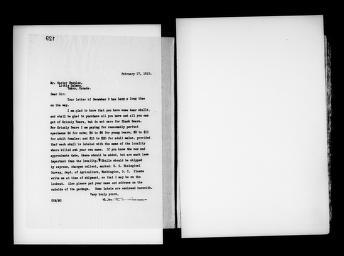 February 17, 1915.
Mr.
Little Salmon,
Yukon, Canada.
Dear Sir:
Your letter of December 9 has been a long time
on the way.
I am glad to know that you have some bear skulls,
and shall be glad to purchase all you have and all you can
get of Grizzly Bears, but do not care for Black Bears.
For Grizzly Bears I am paying for reasonably perfect
specimens $3 for cubs; $5 to $8 for young bears, $8 to $10
for adult females; and $10 to $25 for adult males, provided
that each skull is labeled with the name of the locality
where killed and your own name. If you know the sex and
approximate date, these should be added, but are much less
important than the locality. Skulls should be shipped
by express, charges collect, marked: U. S. Biological
Survey, Dept. of Agriculture, Washington, D. C. Please
write me at time of shipment, so that I may be on the
lookout. Also please put your name and address on the
outside of the package. Some labels are enclosed herewith.
Very truly yours,